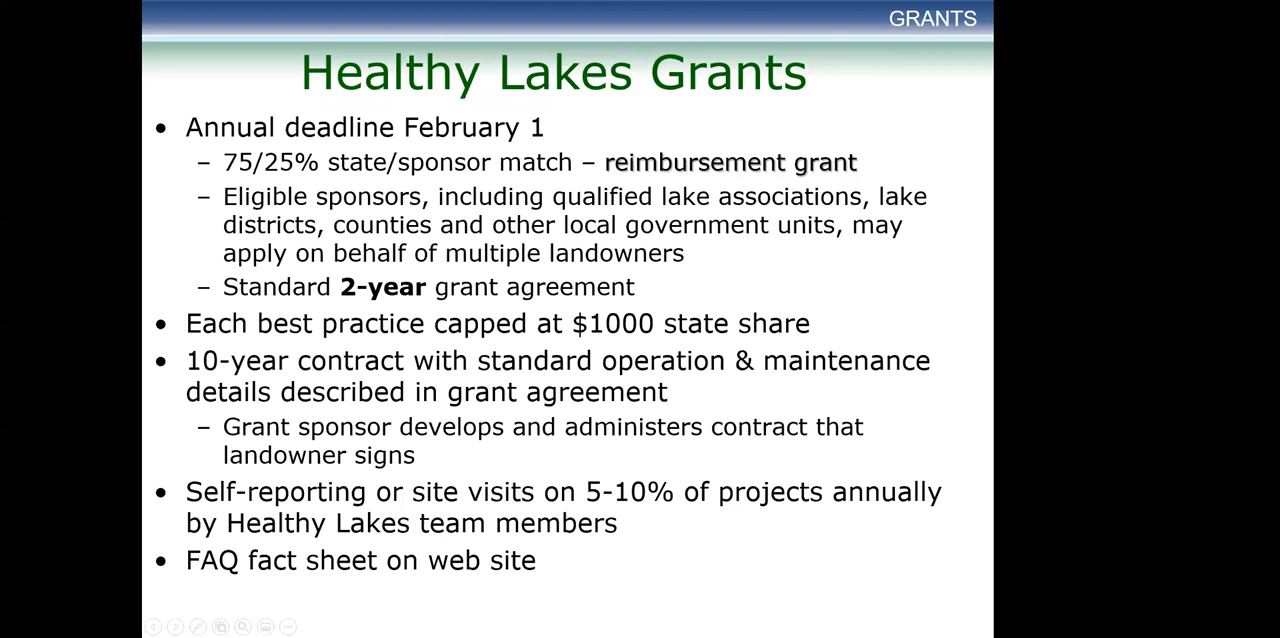 GRANTS
Healthy Lakes Grants
• Annual deadline February 1
– 75/25% state/sponsor match – reimbursement grant
– Eligible sponsors, including qualified lake associations, lake
districts, counties and other local government units, may
apply on behalf of multiple landowners
– Standard 2-year grant agreement
• Each best practice capped at $1000 state share
• 10-year contract with standard operation & maintenance
details described in grant agreement
– Grant sponsor develops and administers contract that
landowner signs
• Self-reporting or site visits on 5-10% of projects annually
by Healthy Lakes team members
• FAQ fact sheet on web site